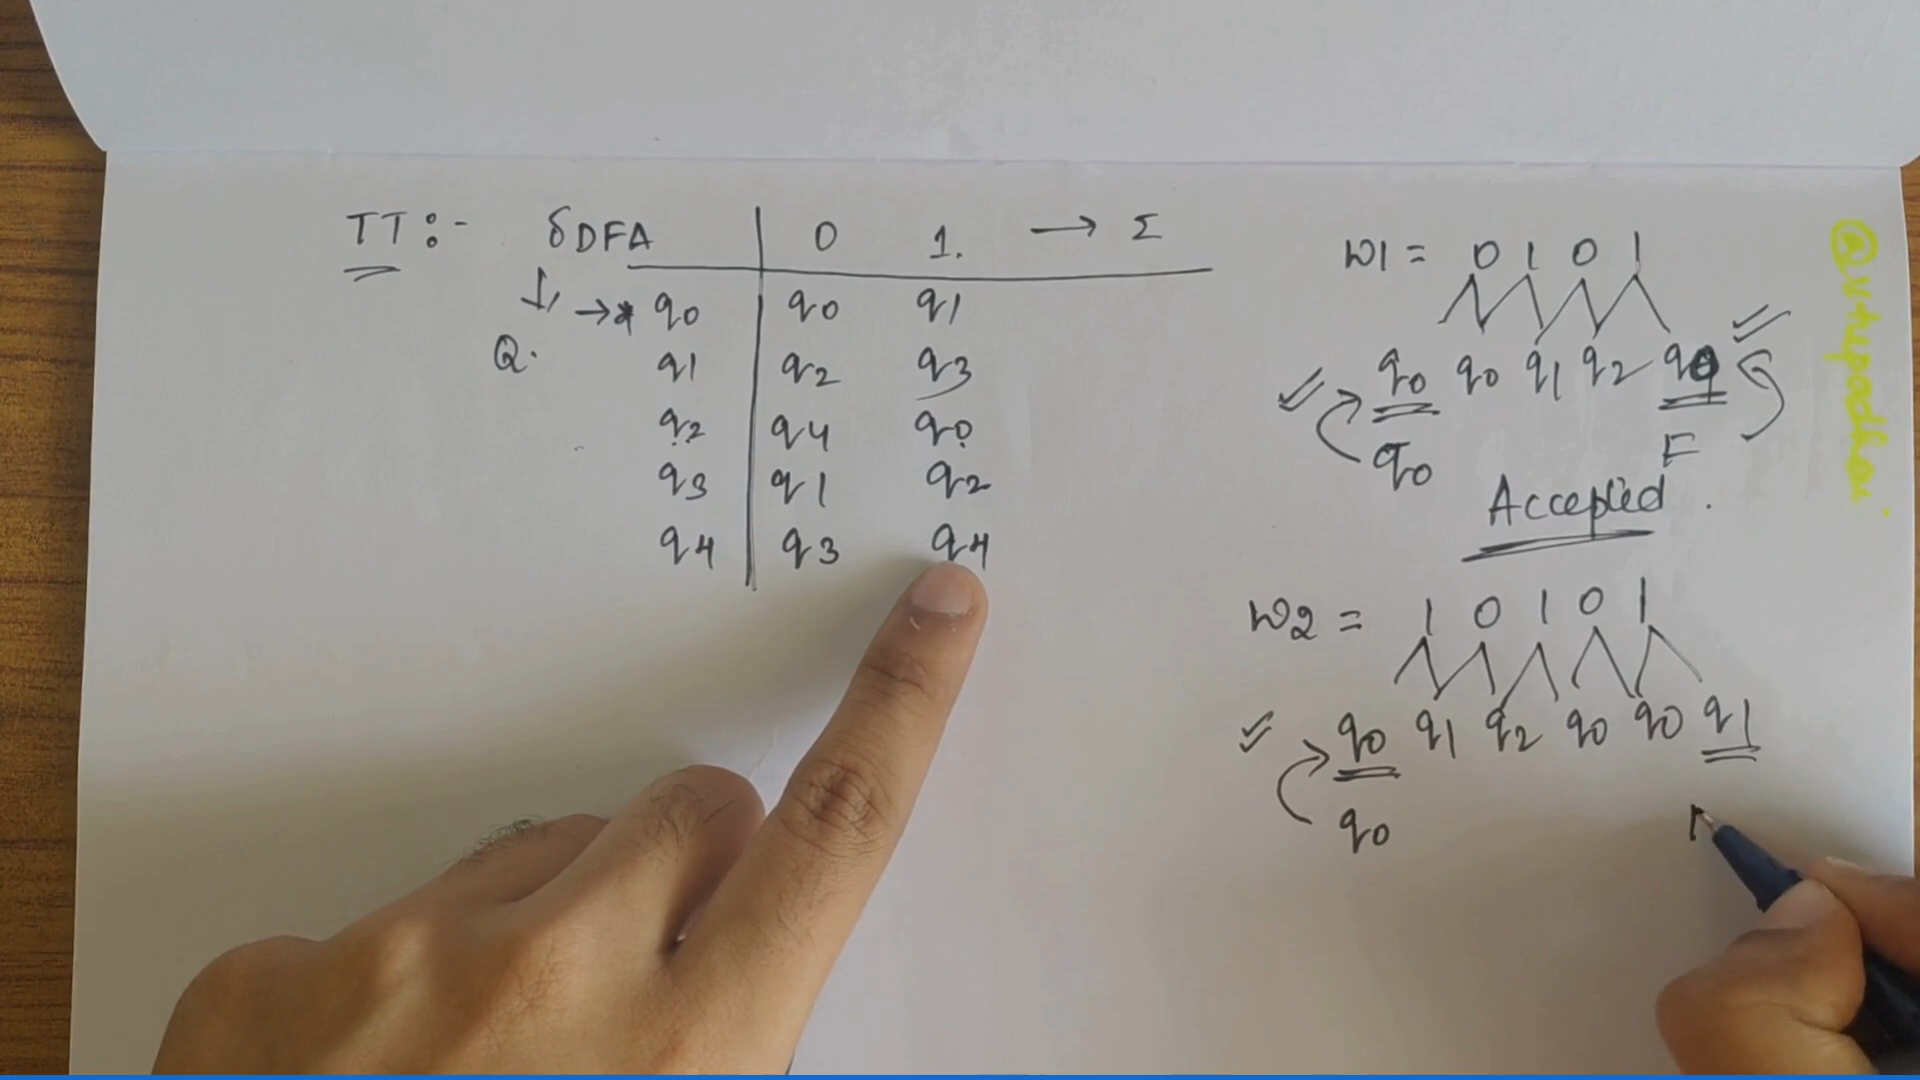 TT :- δDFA 0 1. → Σ
→* q0 q0 q1
Q.
q1 q2 q3
q2 q4 q0
q3 q1 q2
q4 q3 q4
W1 = 0 1 0 1
q0 q0 q1 q2 q0
q0 F
Accepted.
W2 = 1 0 1 0 1
q0 q1 q2 q0 q0 q1
q0
@vtupadhai